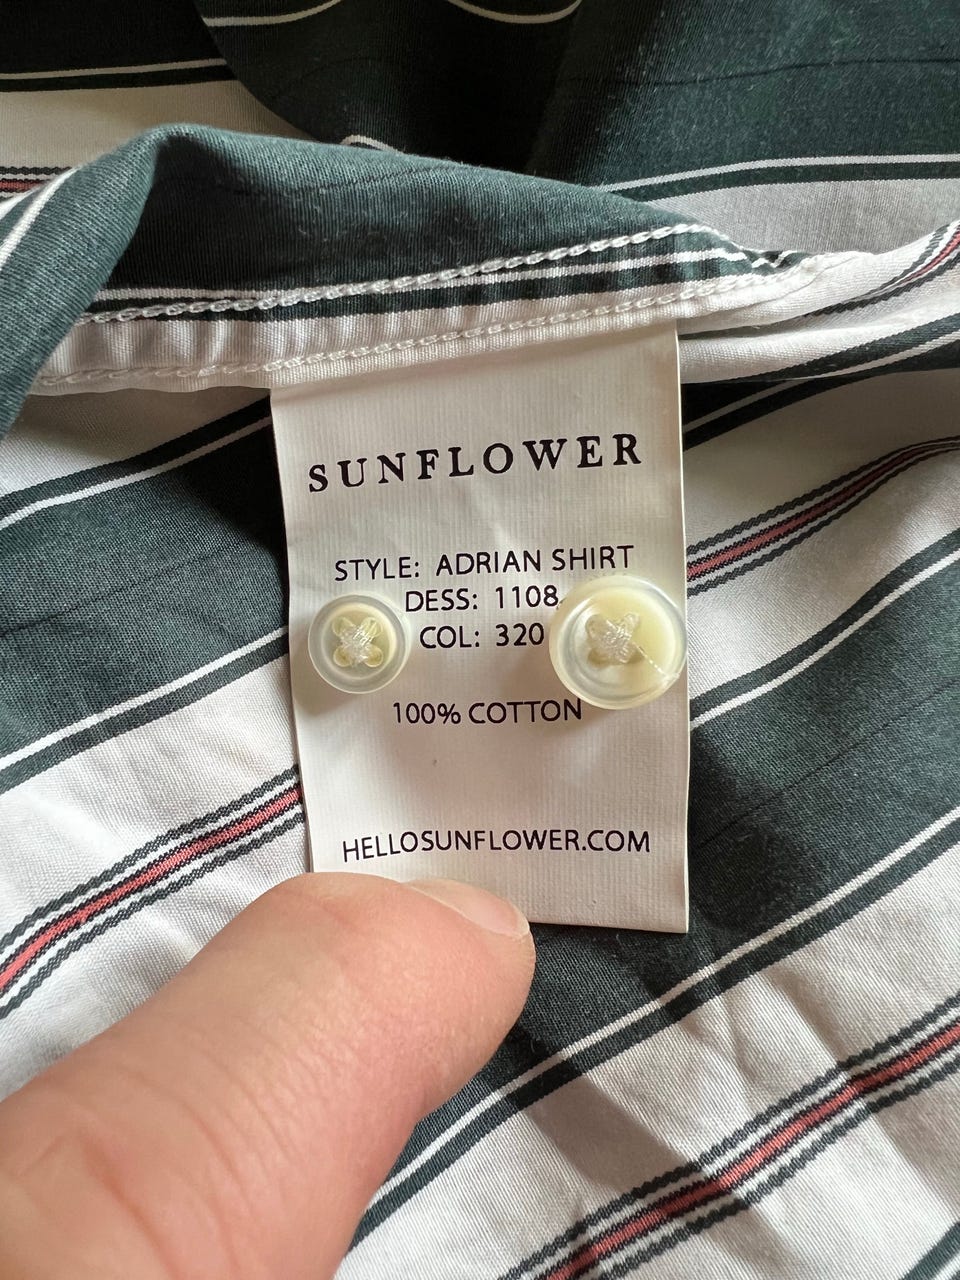 SUNFLOWER
STYLE: ADRIAN SHIRT
DESS: 1108
COL: 320
100% COTTON
HELLOSUNFLOWER.COM